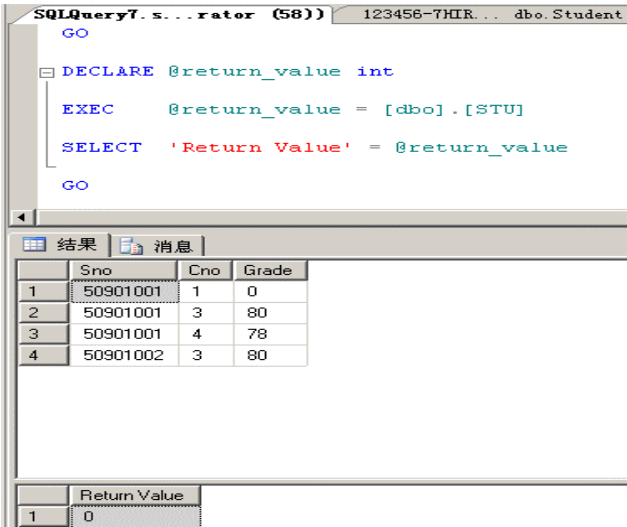 SQLQuery7.s...rator (58)) 123456-7HIR... dbo.Student
GO
DECLARE @return_value int
EXEC @return_value = [dbo].[STU]
SELECT 'Return Value' = @return_value
GO
结果 消息
Sno Cno Grade
1 50901001 1 0
2 50901001 3 80
3 50901001 4 78
4 50901002 3 80
Return Value
1 0